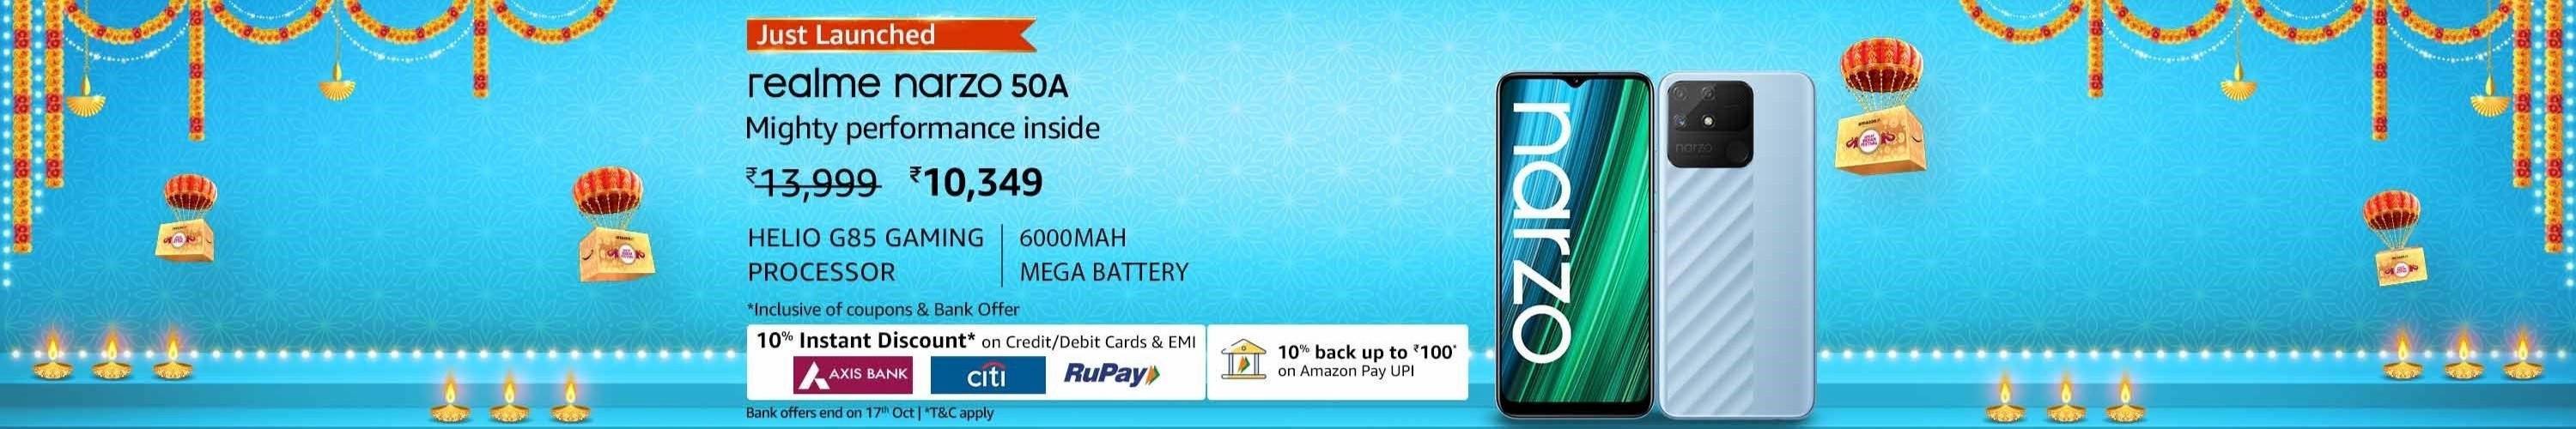 Just Launched
realme narzo 50A
Mighty performance inside
₹13,999 ₹10,349
HELIO G85 GAMING
PROCESSOR
6000MAH
MEGA BATTERY
*Inclusive of coupons & Bank Offer
10% Instant Discount* on Credit/Debit Cards & EMI
AXIS BANK citi RuPay
10% back up to ₹100*
on Amazon Pay UPI
Bank offers end on 17th Oct | *T&C apply
narzo
narzo